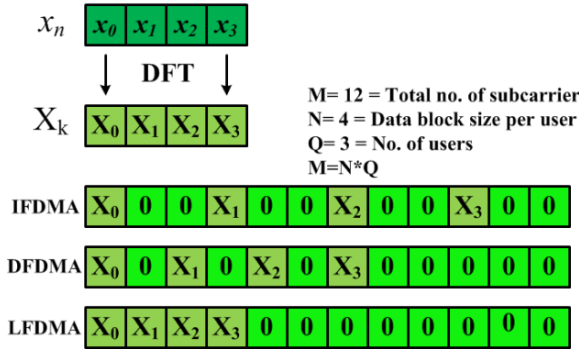 xₙ x₀ x₁ x₂ x₃
DFT
Xₖ X₀ X₁ X₂ X₃
M= 12 = Total no. of subcarrier
N= 4 = Data block size per user
Q= 3 = No. of users
M=N*Q
IFDMA X₀ 0 0 X₁ 0 0 X₂ 0 0 X₃ 0 0
DFDMA X₀ 0 X₁ 0 X₂ 0 X₃ 0 0 0 0 0
LFDMA X₀ X₁ X₂ X₃ 0 0 0 0 0 0 0 0